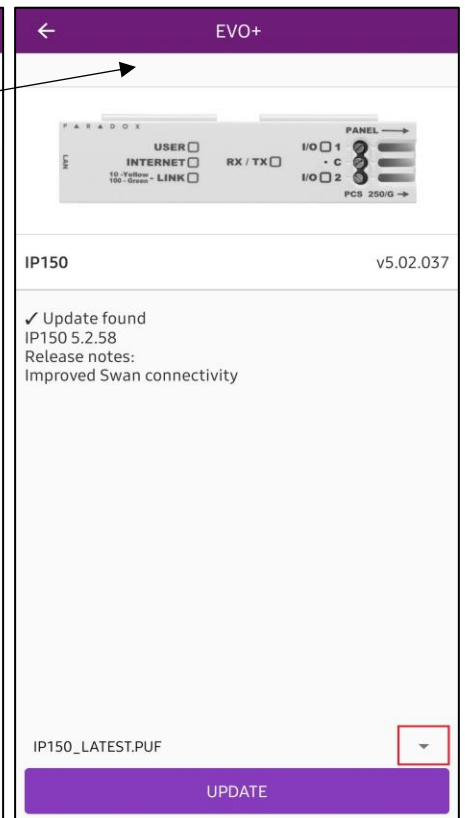 EVO+
PARADOX
PANEL
USER
I/O 1
LAN
INTERNET
RX / TX
• C
10 -Yellow
100 - Green - LINK
I/O 2
PCS 250/G
IP150 v5.02.037
✓ Update found
IP150 5.2.58
Release notes:
Improved Swan connectivity
IP150_LATEST.PUF
UPDATE